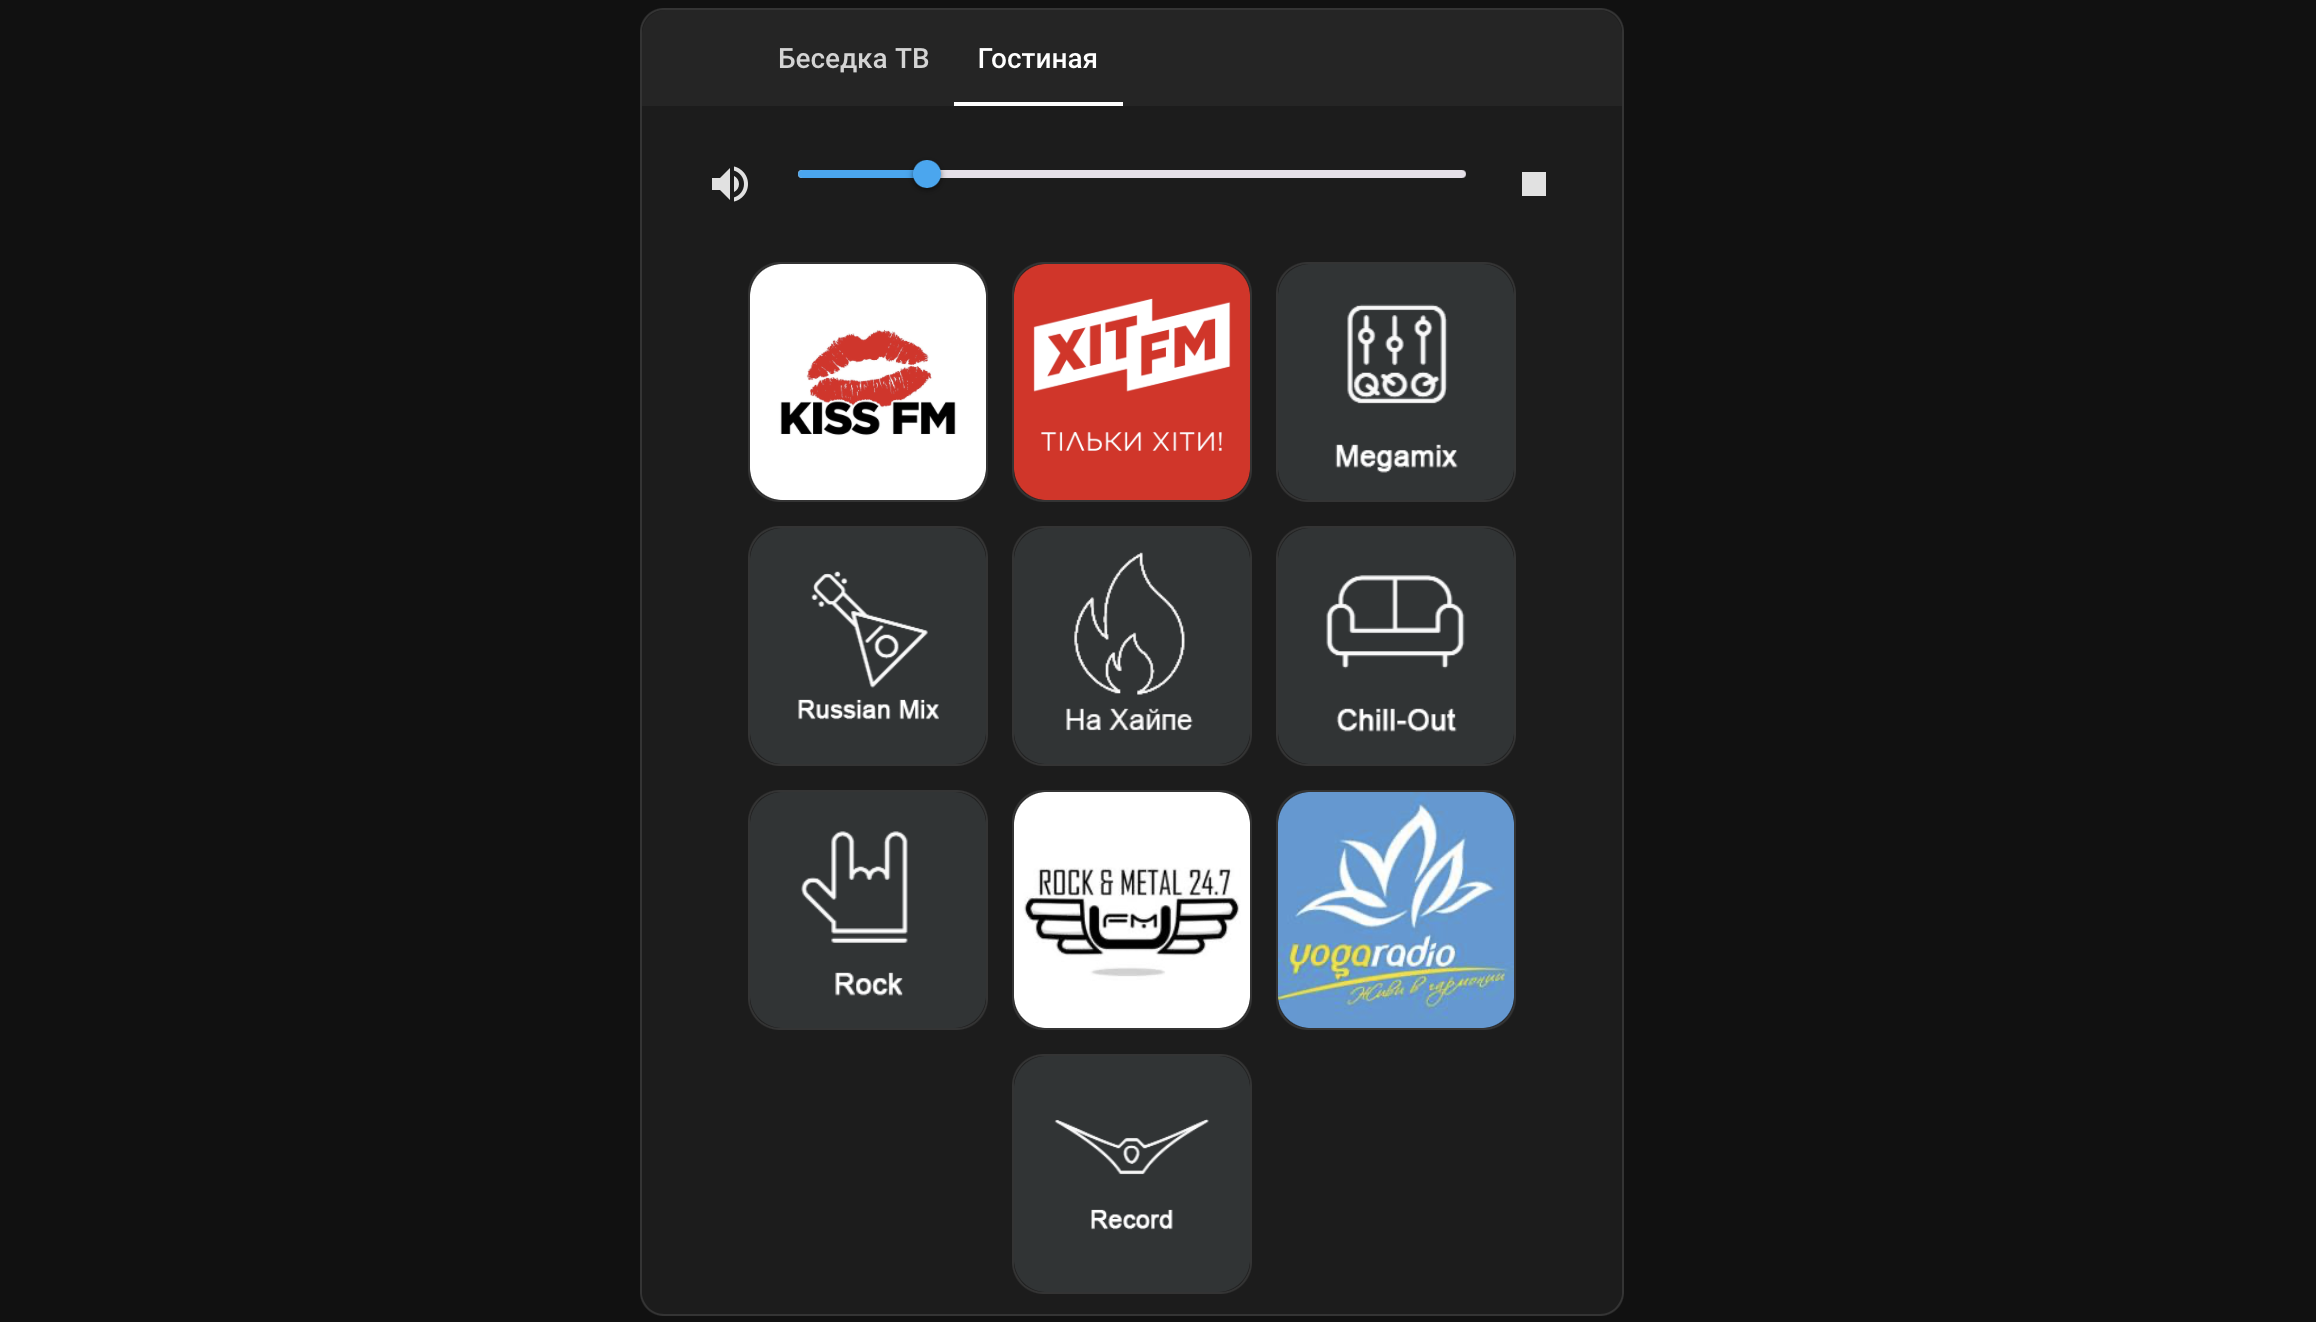 Беседка ТВ
Гостиная
KISS FM
ХІТ FM
ТІЛЬКИ ХІТИ!
Megamix
Russian Mix
На Хайпе
Chill-Out
Rock
ROCK & METAL 24.7
FM
yogaradio
Живи в гармонии
Record